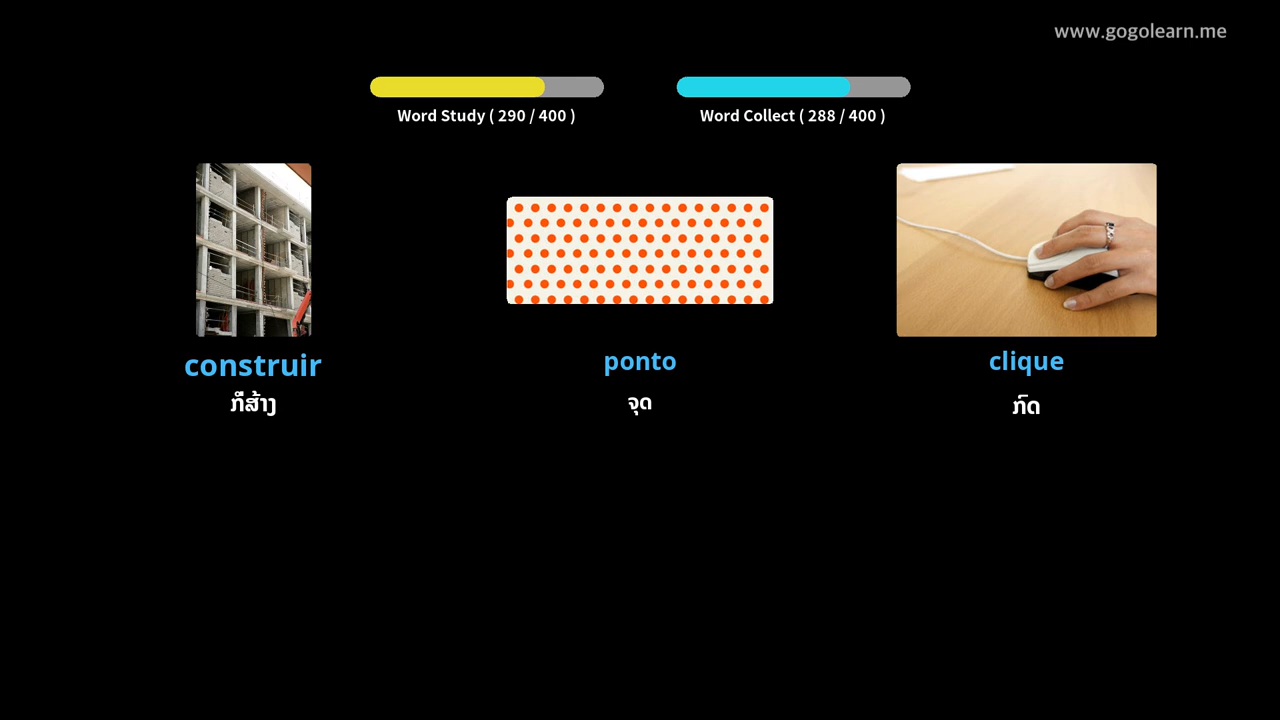 www.gogolearn.me
Word Study ( 290 / 400 )
Word Collect ( 288 / 400 )
construir
ກໍ່ສ້າງ
ponto
ຈຸດ
clique
ກົດ